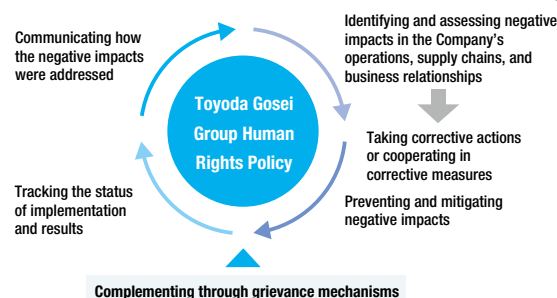 Communicating how
the negative impacts
were addressed
Identifying and assessing negative
impacts in the Company's
operations, supply chains, and
business relationships
Toyoda Gosei
Group Human
Rights Policy
Taking corrective actions
or cooperating in
corrective measures
Preventing and mitigating
negative impacts
Tracking the status
of implementation
and results
Complementing through grievance mechanisms